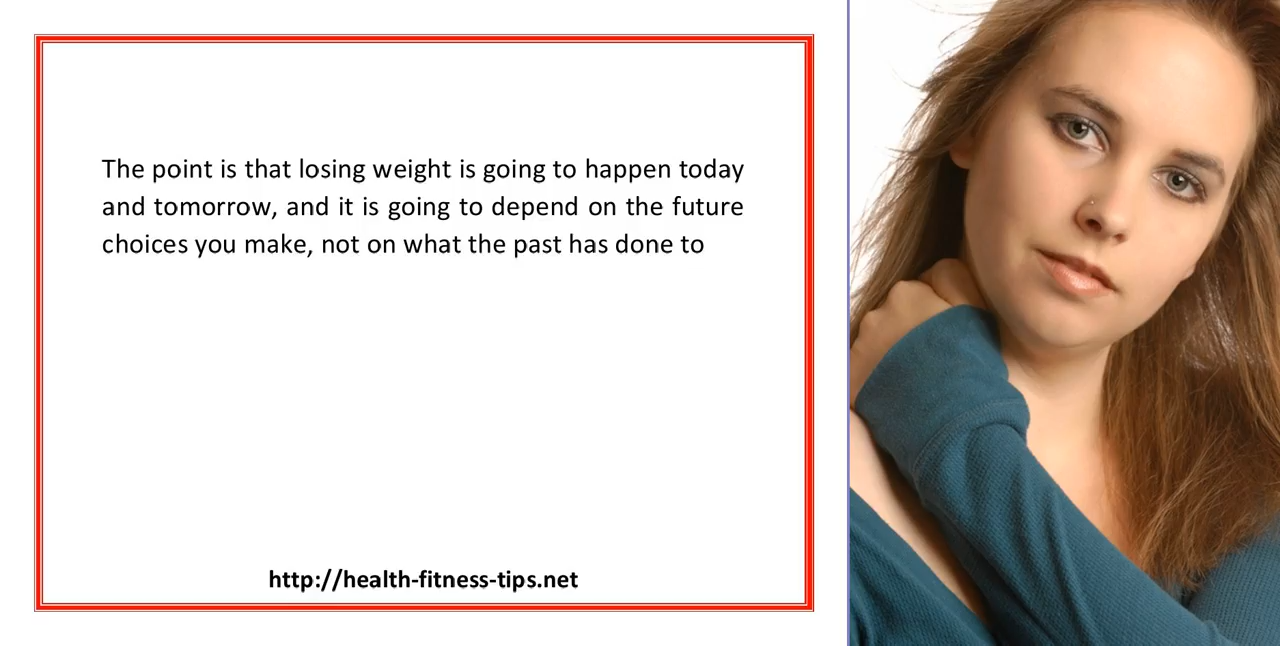 The point is that losing weight is going to happen today
and tomorrow, and it is going to depend on the future
choices you make, not on what the past has done to
http://health-fitness-tips.net